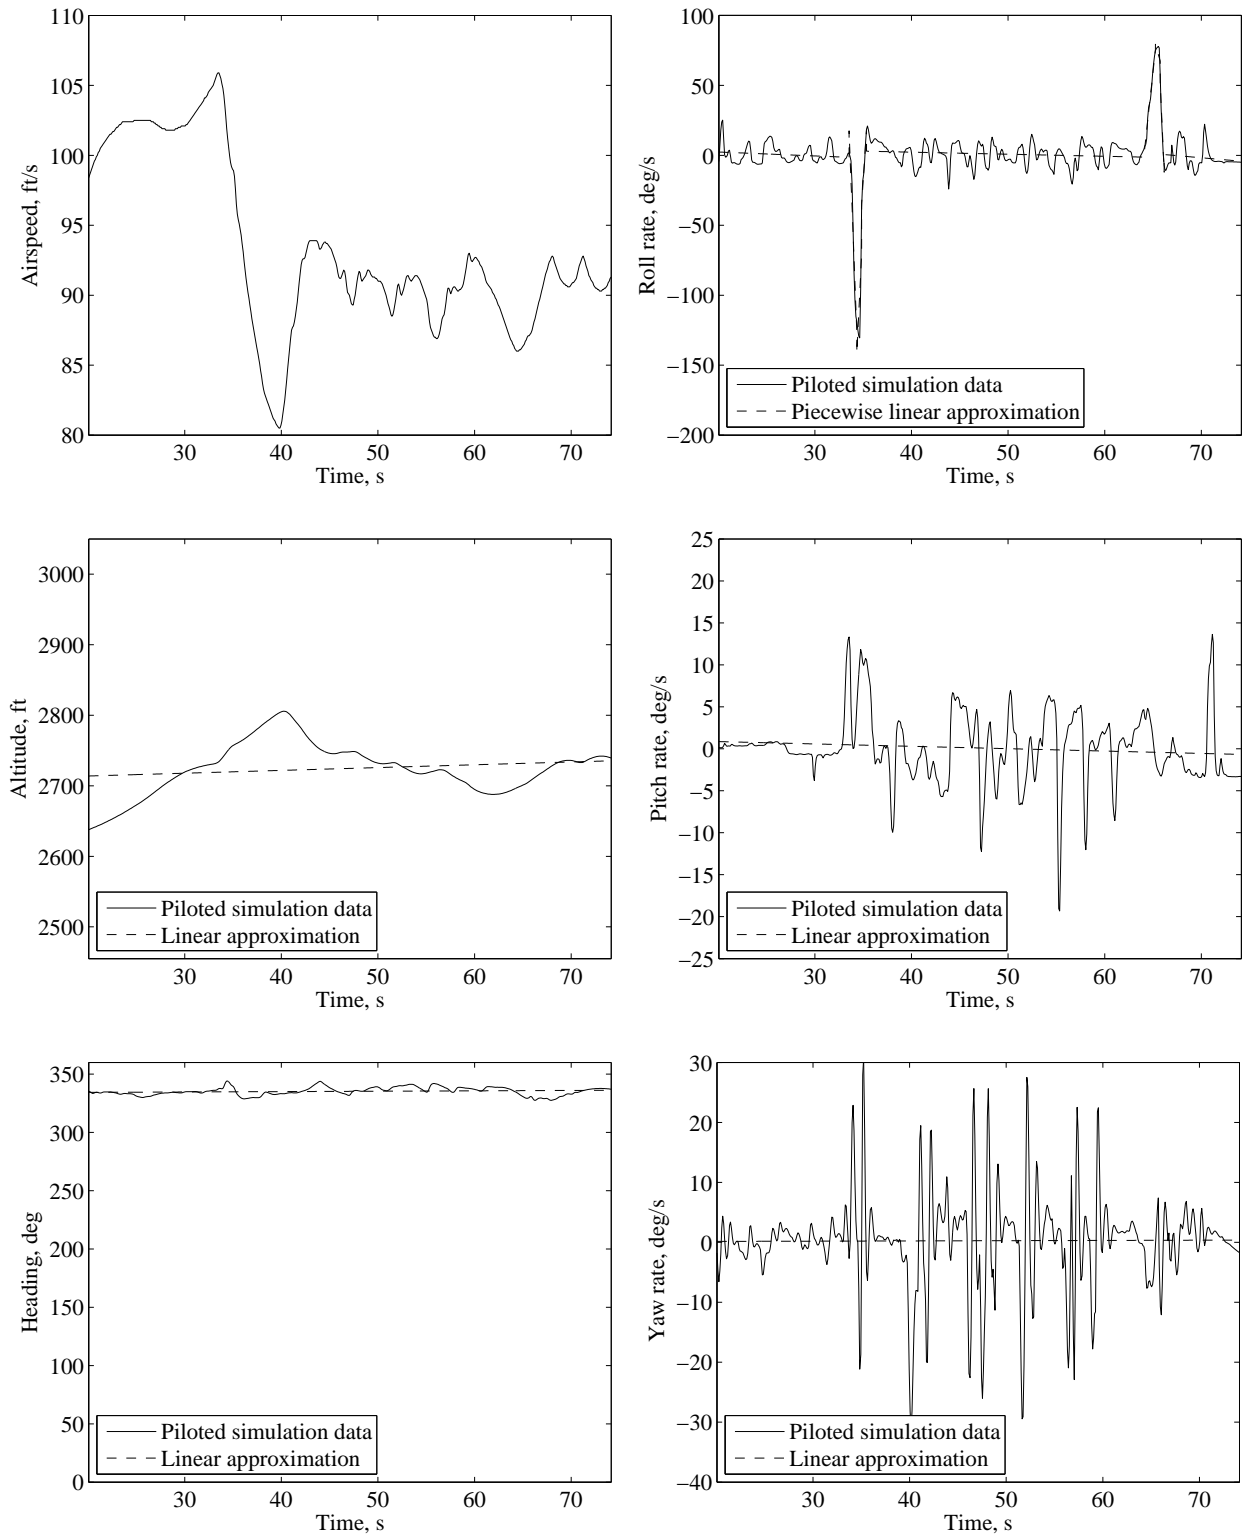 110
105
100
95
90
85
80
30 40 50 60 70
Time, s
Airspeed, ft/s
100
50
0
−50
−100
−150
−200
30 40 50 60 70
Time, s
Roll rate, deg/s
Piloted simulation data
Piecewise linear approximation
3000
2900
2800
2700
2600
2500
30 40 50 60 70
Time, s
Altitude, ft
Piloted simulation data
Linear approximation
25
20
15
10
5
0
−5
−10
−15
−20
−25
30 40 50 60 70
Time, s
Pitch rate, deg/s
Piloted simulation data
Linear approximation
350
300
250
200
150
100
50
0
30 40 50 60 70
Time, s
Heading, deg
Piloted simulation data
Linear approximation
30
20
10
0
−10
−20
−30
−40
30 40 50 60 70
Time, s
Yaw rate, deg/s
Piloted simulation data
Linear approximation